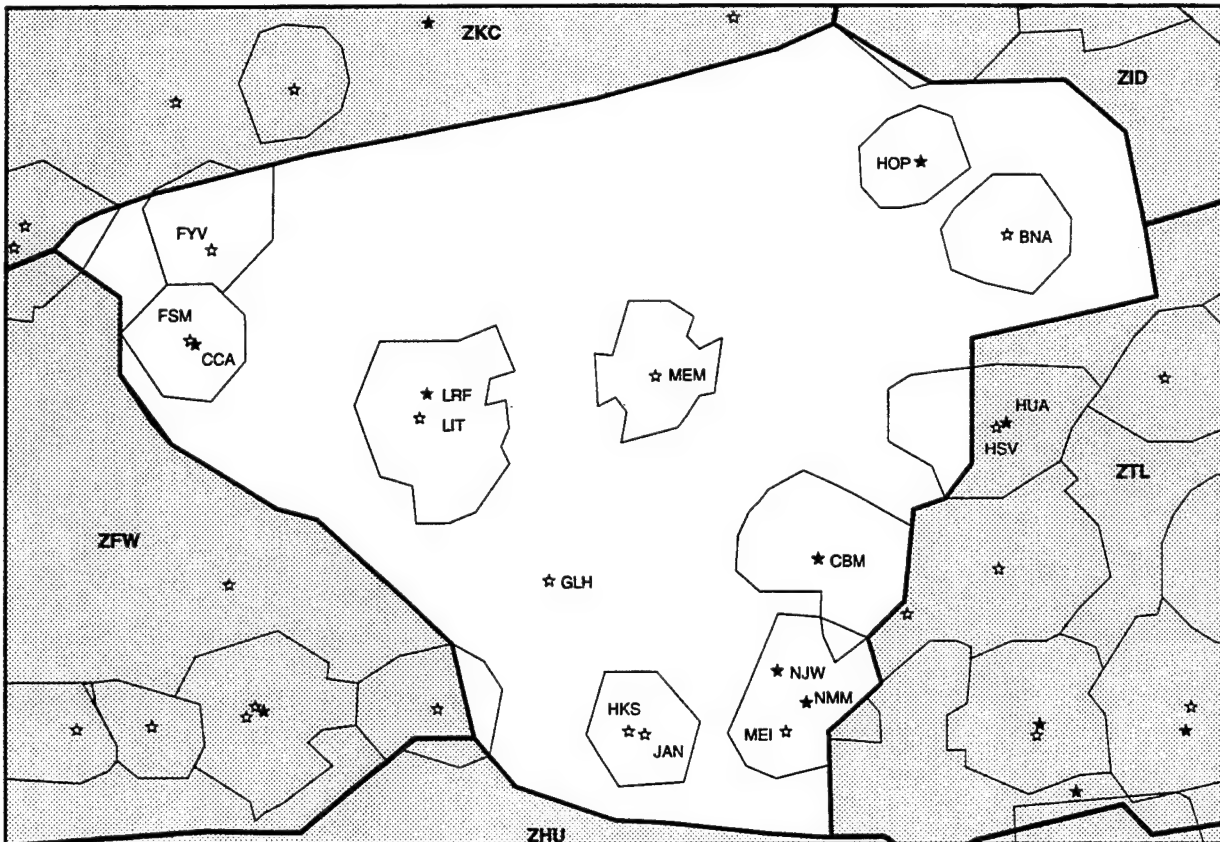 ZKC
ZID
HOP
BNA
FYV
FSM
CCA
MEM
LRF
LIT
HUA
HSV
ZTL
ZFW
CBM
GLH
NJW
NMM
HKS
JAN
MEI
ZHU